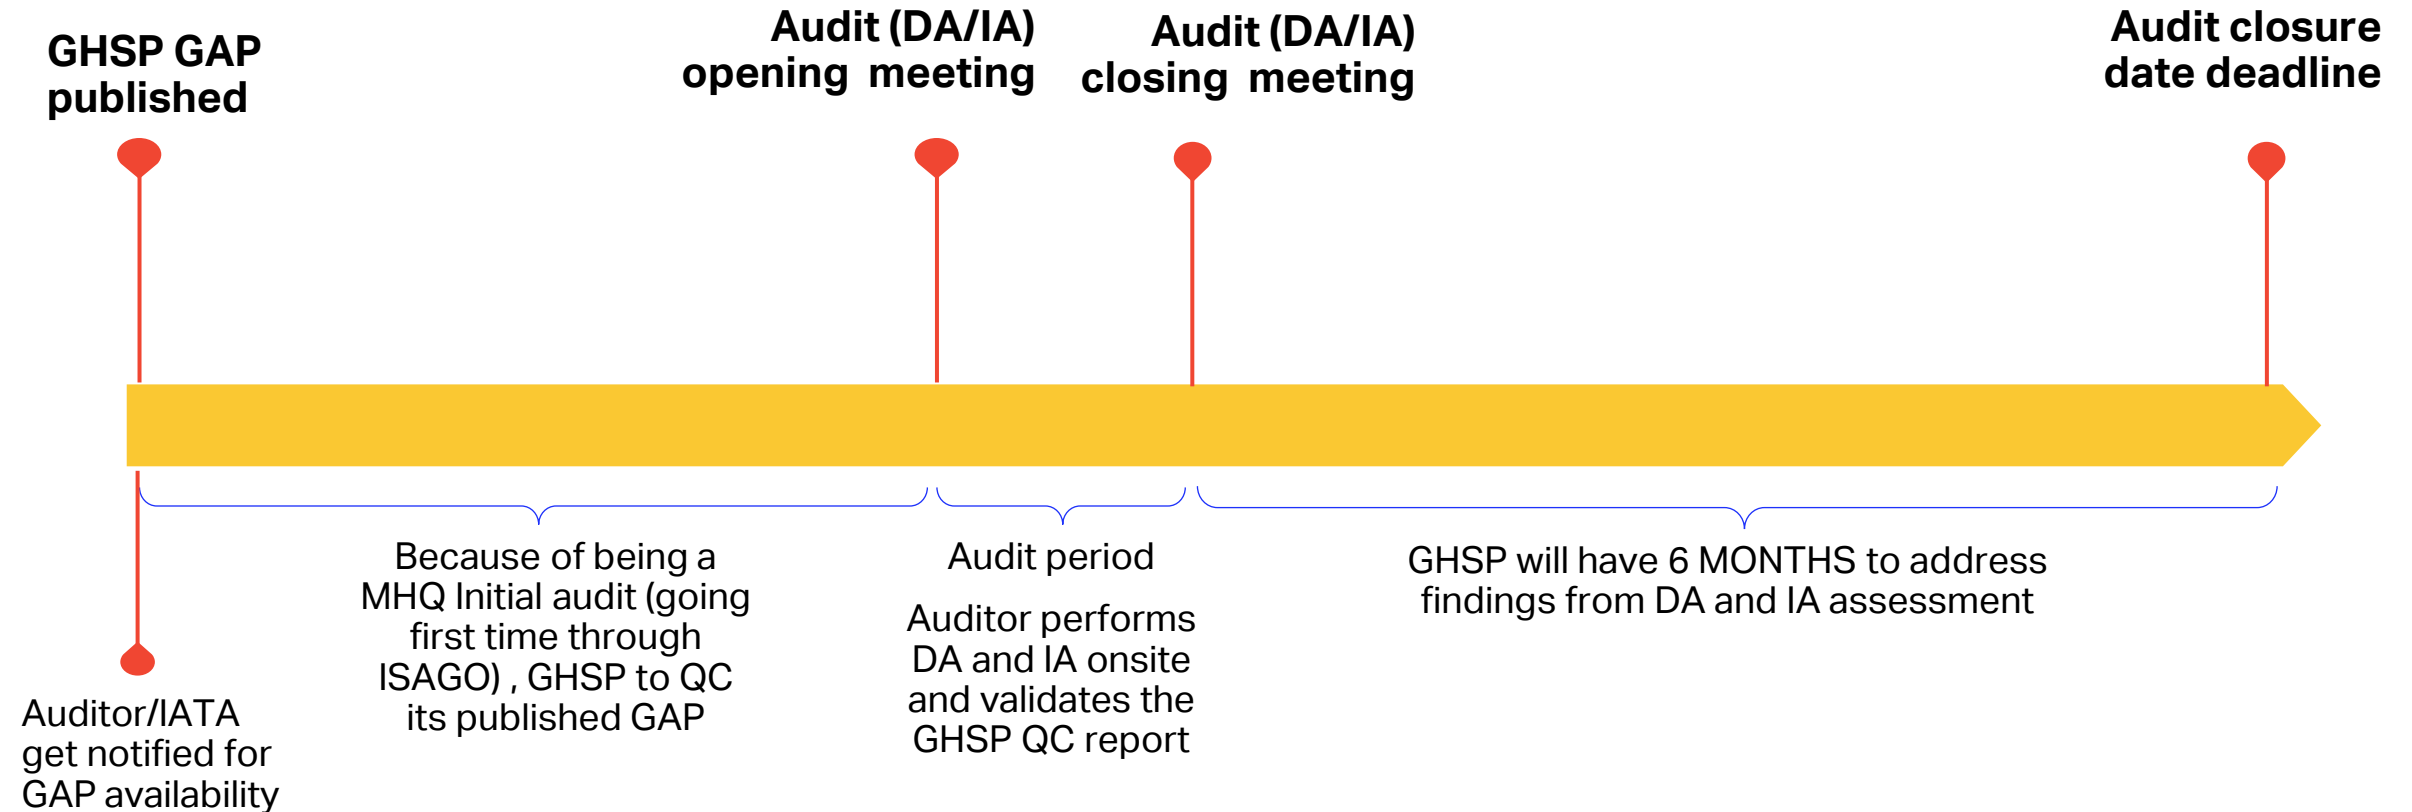 GHSP GAP
published
Audit (DA/IA)
opening  meeting
Audit (DA/IA)
closing  meeting
Audit closure
date deadline
Auditor/IATA
get notified for
GAP availability
Because of being a
MHQ Initial audit (going
first time through
ISAGO) , GHSP to QC
its published GAP
Audit period
Auditor performs
DA and IA onsite
and validates the
GHSP QC report
GHSP will have 6 MONTHS to address
findings from DA and IA assessment